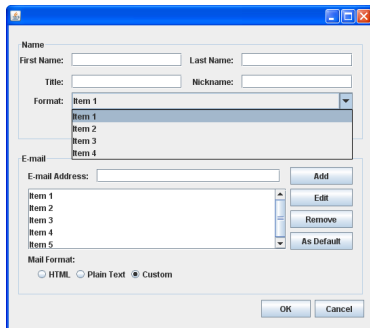 Name
First Name: Last Name:
Title: Nickname:
Format: Item 1
Item 1
Item 2
Item 3
Item 4
E-mail
E-mail Address: Add
Item 1
Item 2
Item 3
Item 4
Item 5
Edit
Remove
As Default
Mail Format:
HTML Plain Text Custom
OK Cancel